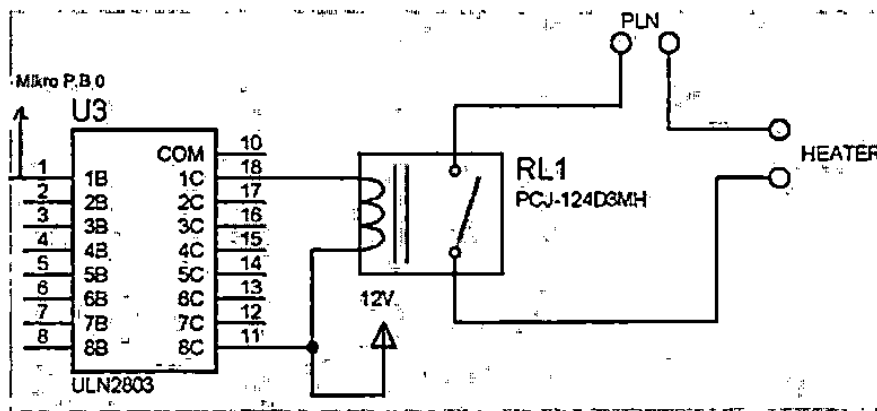 PLN
Mikro P.B 0
U3
COM 10
1 1B 1C 18
2 2B 2C 17
3 3B 3C 16
4 4B 4C 15
5 5B 5C 14
6 6B 6C 13
7 7B 7C 12
8 8B 8C 11
ULN2803
RL1
PCJ-124D3MH
HEATER
12V